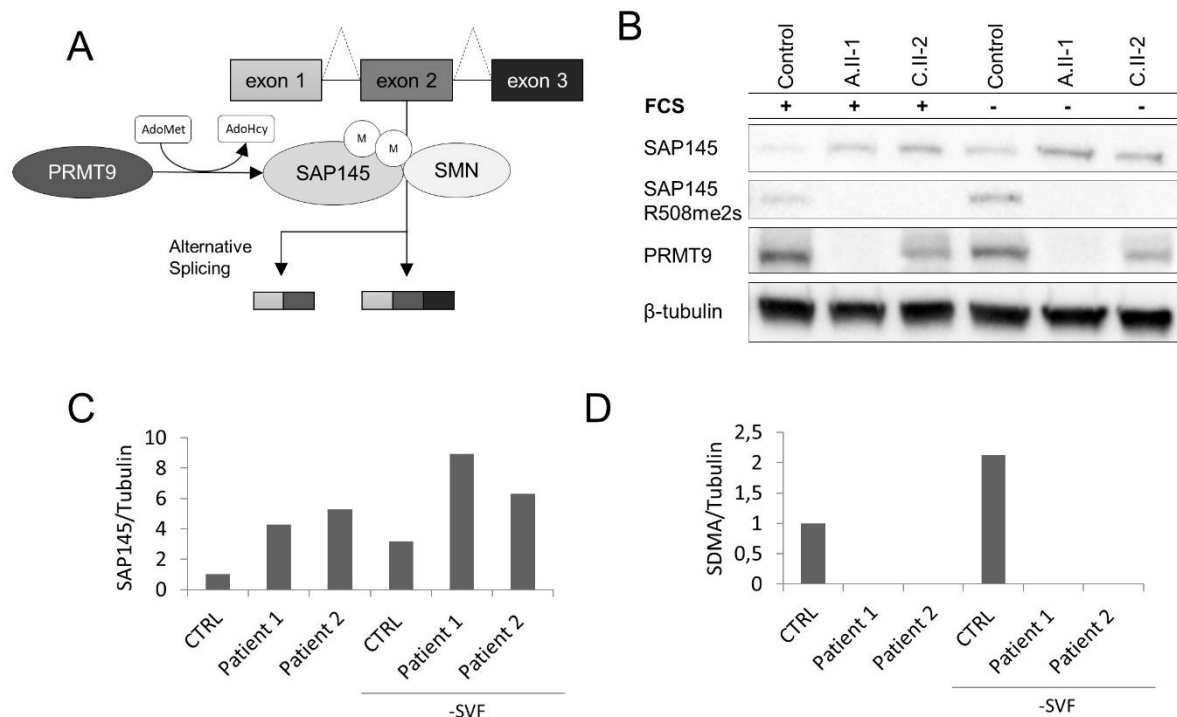 A
exon 1
exon 2
exon 3
AdoMet
AdoHcy
M
M
PRMT9
SAP145
SMN
Alternative
Splicing
B
Control
A.II-1
C.II-2
Control
A.II-1
C.II-2
FCS + + + - - -
SAP145
SAP145
R508me2s
PRMT9
β-tubulin
C
SAP145/Tubulin
10
8
6
4
2
0
CTRL
Patient 1
Patient 2
CTRL
Patient 1
Patient 2
-SVF
D
SDMA/Tubulin
2,5
2
1,5
1
0,5
0
CTRL
Patient 1
Patient 2
CTRL
Patient 1
Patient 2
-SVF